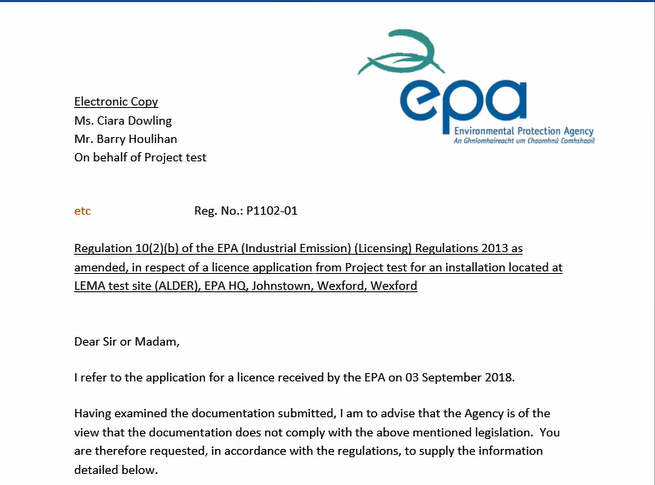 epa
Environmental Protection Agency
An Ghníomhaireacht um Chaomhnú Comhshaoil
Electronic Copy
Ms. Ciara Dowling
Mr. Barry Houlihan
On behalf of Project test
etc Reg. No.: P1102-01
Regulation 10(2)(b) of the EPA (Industrial Emission) (Licensing) Regulations 2013 as
amended, in respect of a licence application from Project test for an installation located at
LEMA test site (ALDER), EPA HQ, Johnstown, Wexford, Wexford
Dear Sir or Madam,
I refer to the application for a licence received by the EPA on 03 September 2018.
Having examined the documentation submitted, I am to advise that the Agency is of the
view that the documentation does not comply with the above mentioned legislation. You
are therefore requested, in accordance with the regulations, to supply the information
detailed below.